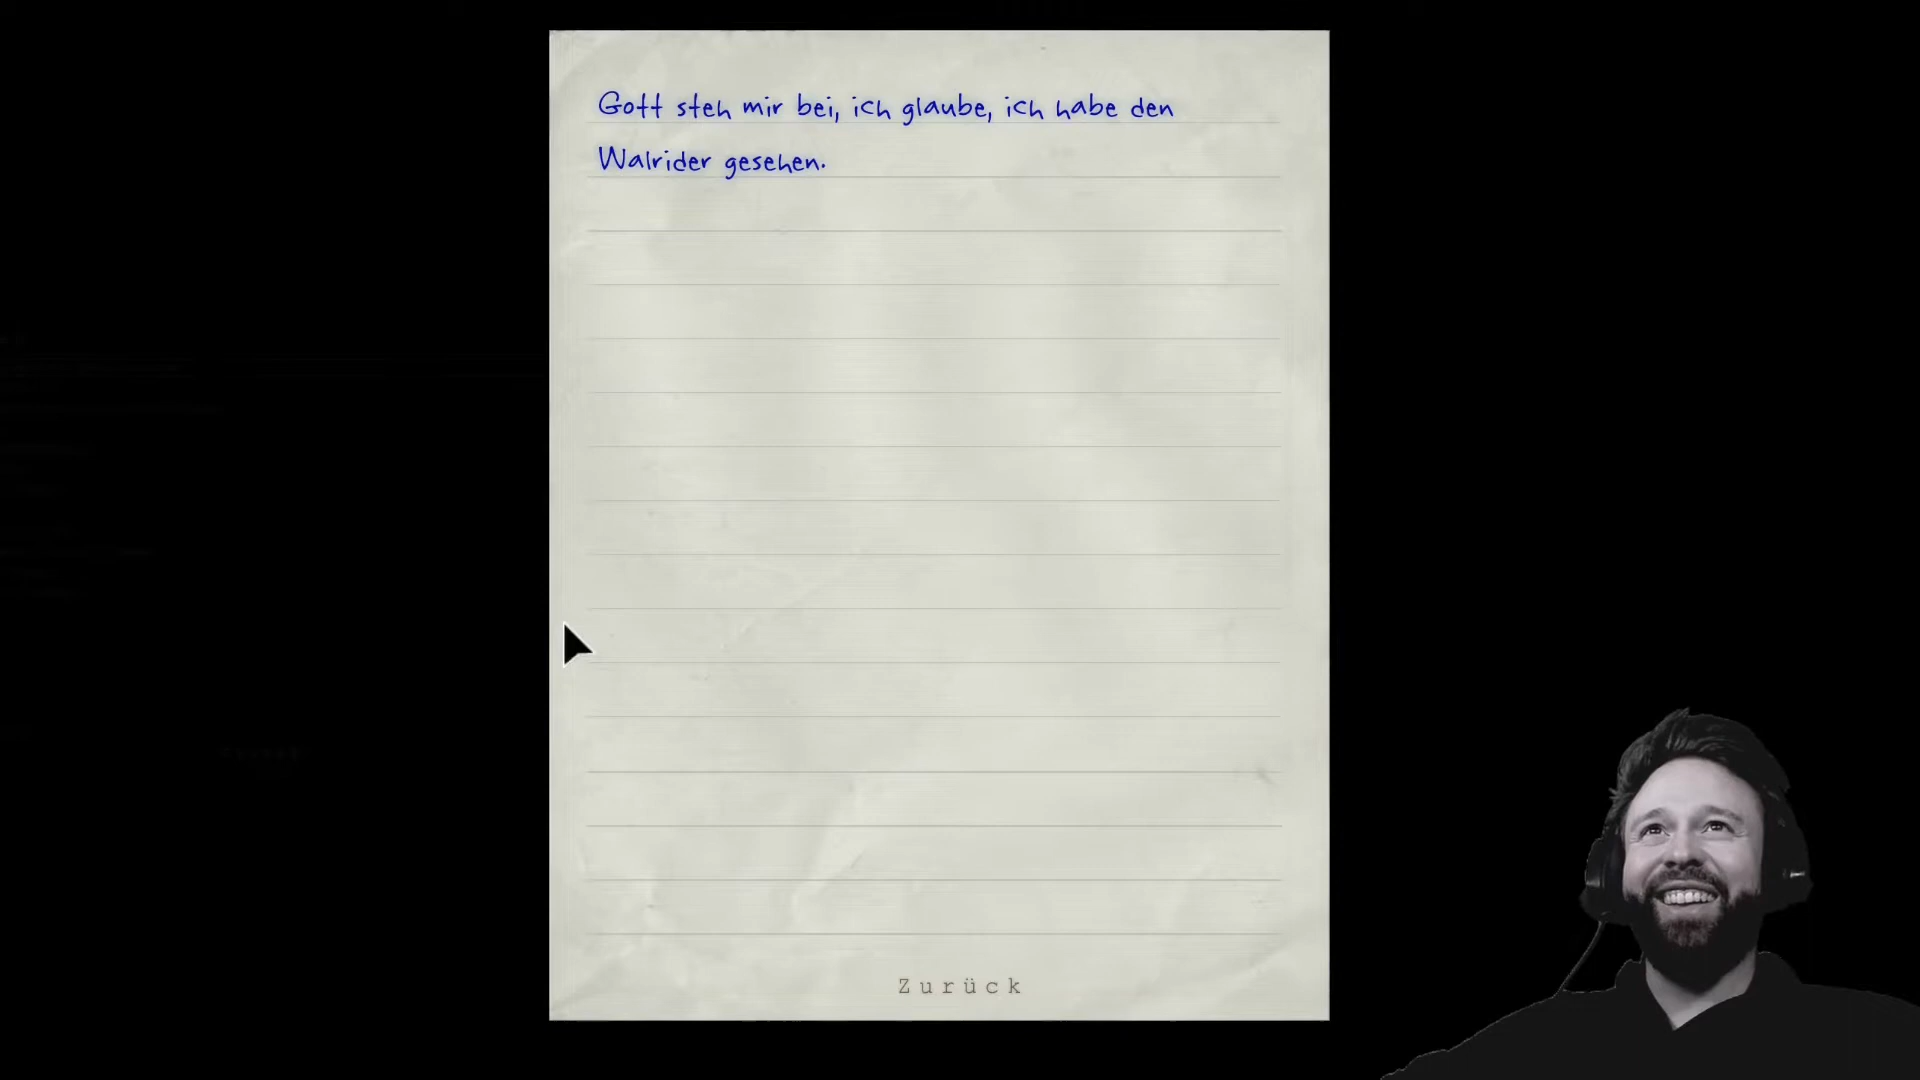 Gott steh mir bei, ich glaube, ich habe den
Walrider gesehen.
Zurück